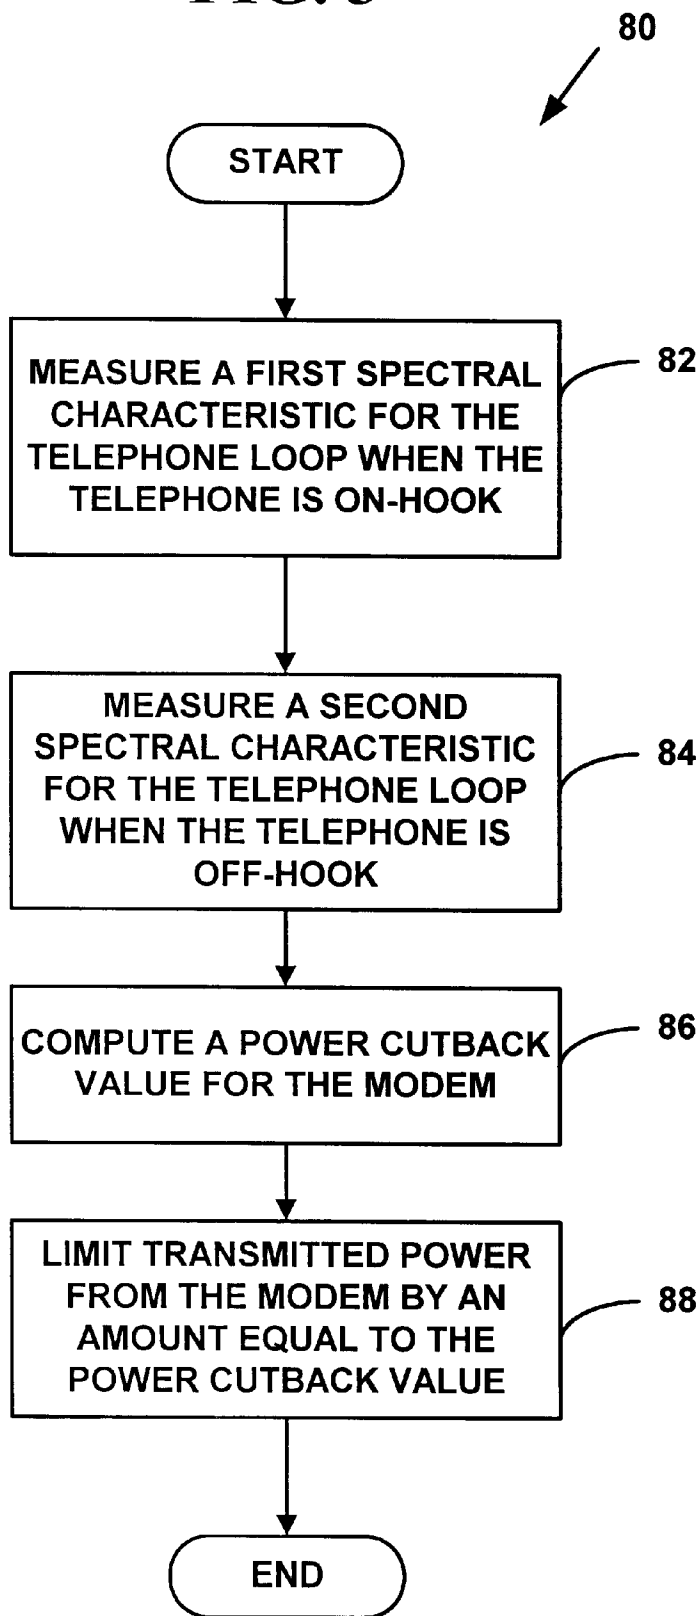 80
START
MEASURE A FIRST SPECTRAL
CHARACTERISTIC FOR THE
TELEPHONE LOOP WHEN THE
TELEPHONE IS ON-HOOK
82
MEASURE A SECOND
SPECTRAL CHARACTERISTIC
FOR THE TELEPHONE LOOP
WHEN THE TELEPHONE IS
OFF-HOOK
84
COMPUTE A POWER CUTBACK
VALUE FOR THE MODEM
86
LIMIT TRANSMITTED POWER
FROM THE MODEM BY AN
AMOUNT EQUAL TO THE
POWER CUTBACK VALUE
88
END